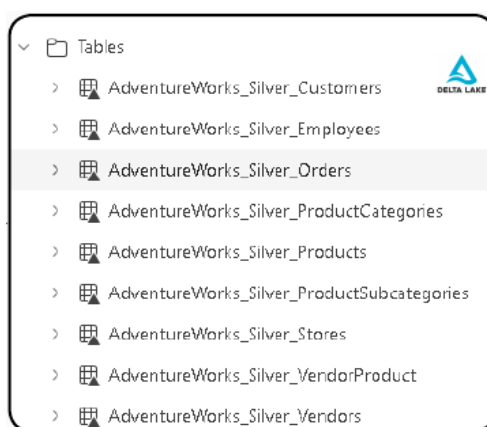 Tables
AdventureWorks_Silver_Customers
DELTA LAKE
AdventureWorks_Silver_Employees
AdventureWorks_Silver_Orders
AdventureWorks_Silver_ProductCategories
AdventureWorks_Silver_Products
AdventureWorks_Silver_ProductSubcategories
AdventureWorks_Silver_Stores
AdventureWorks_Silver_VendorProduct
AdventureWorks_Silver_Vendors